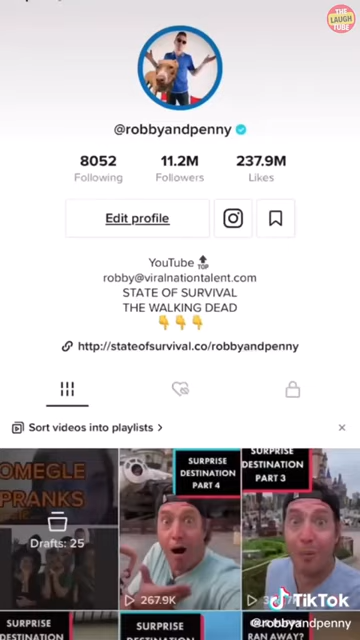 THE
LAUGH
TUBE
@robbyandpenny
8052
11.2M
237.9M
Following
Followers
Likes
Edit profile
YouTube 🔝
robby@viralnationtalent.com
STATE OF SURVIVAL
THE WALKING DEAD
👇👇👇
http://stateofsurvival.co/robbyandpenny
Sort videos into playlists >
OMEGLE
PRANKS
Drafts: 25
SURPRISE
DESTINATION
PART 4
267.9K
SURPRISE
DESTINATION
PART 3
TikTok
@robbyandpenny
SURPRISE
DESTINATION
SURPRISE
DESTINATION
RAN AWAY?